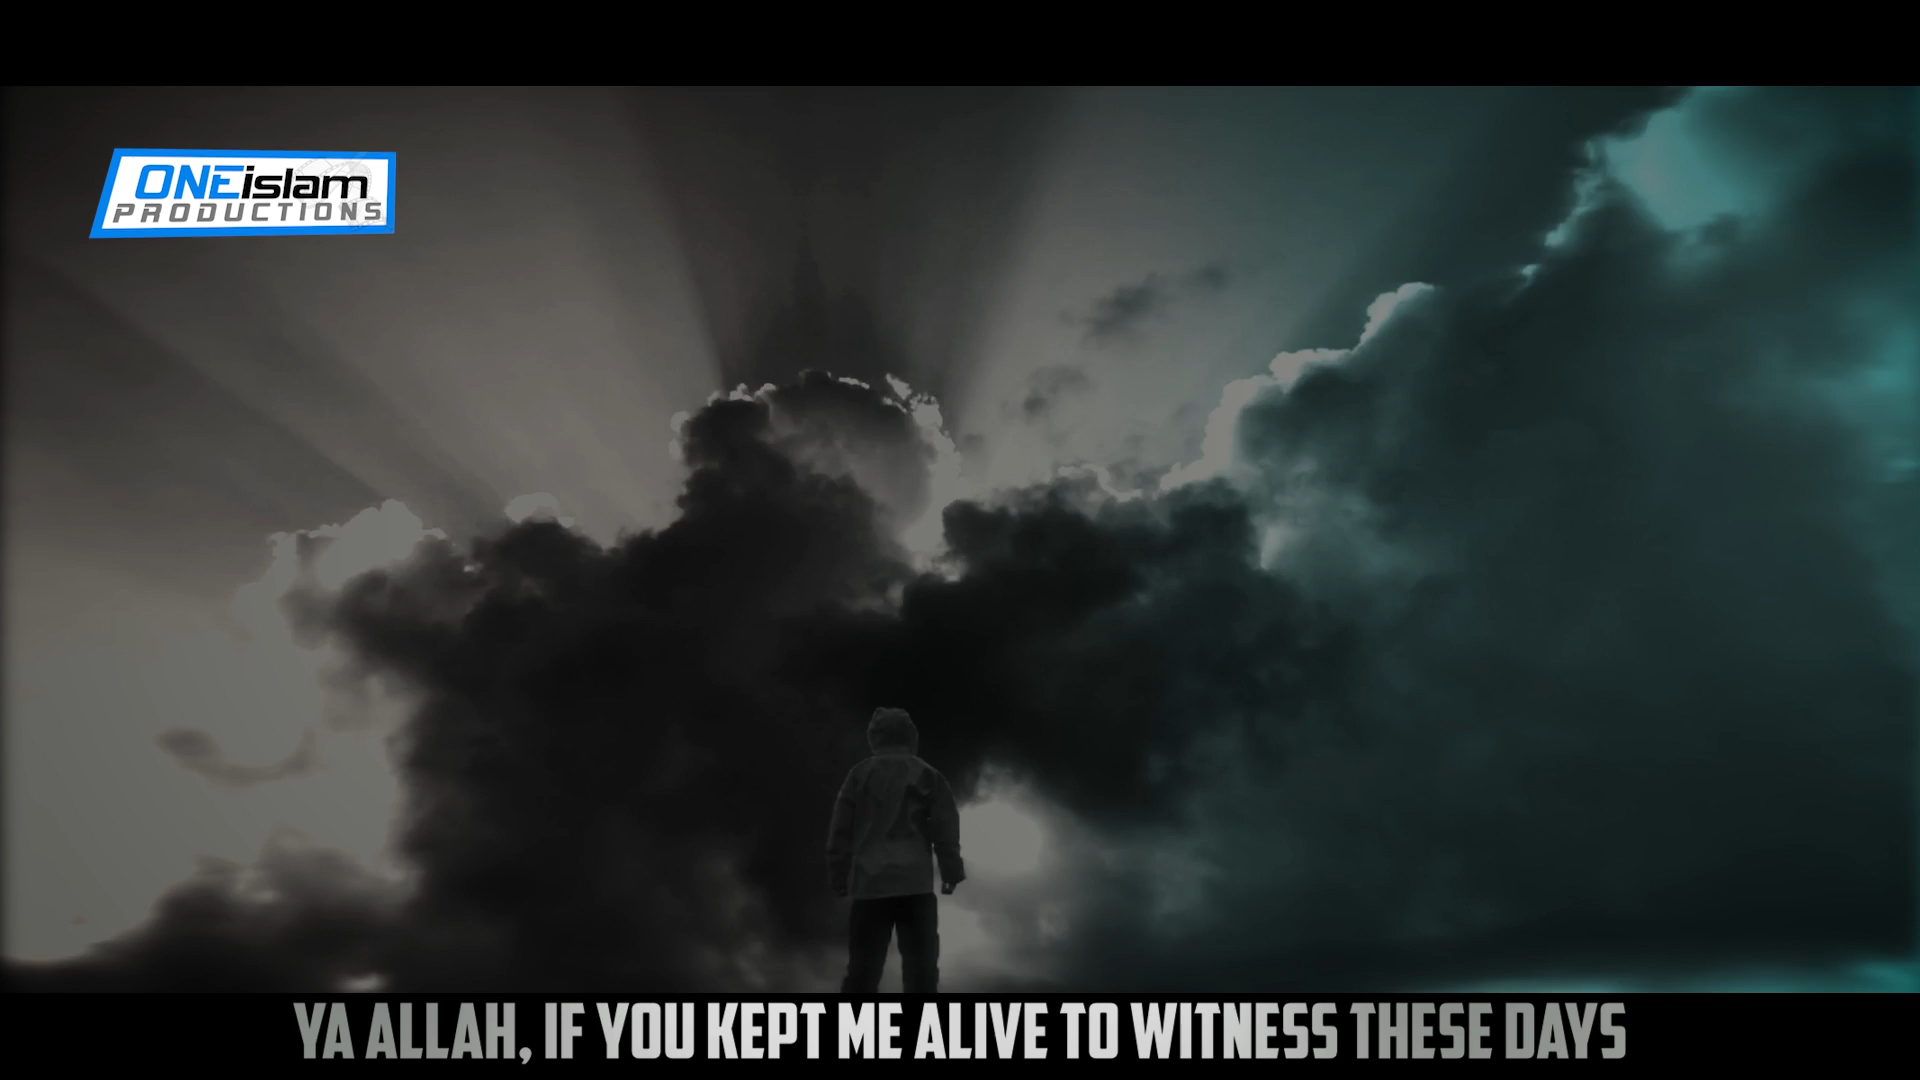 ONEislam
PRODUCTIONS
YA ALLAH, IF YOU KEPT ME ALIVE TO WITNESS THESE DAYS